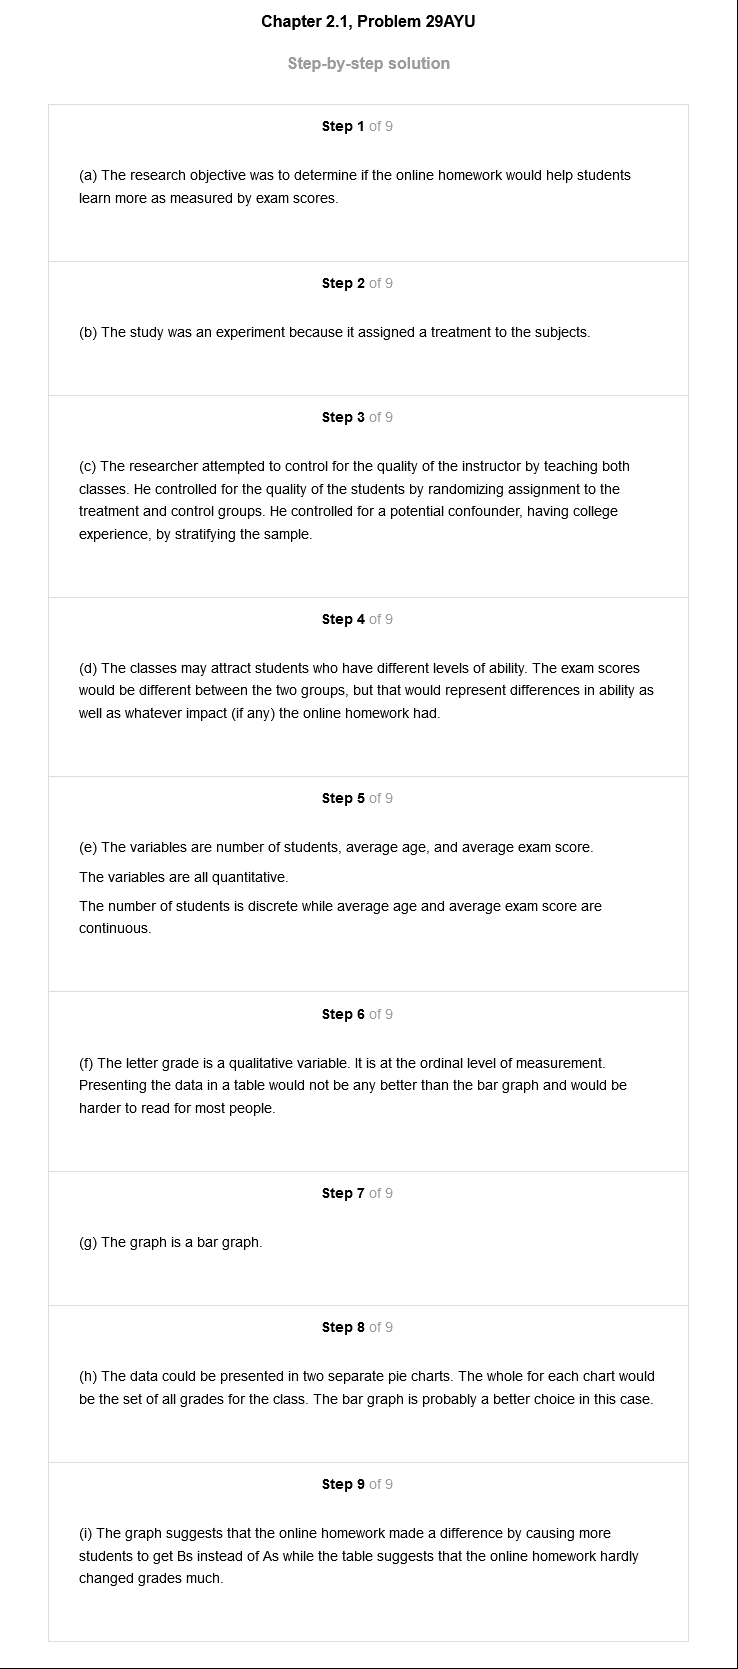 Chapter 2.1, Problem 29AYU
Step-by-step solution
Step 1 of 9
(a) The research objective was to determine if the online homework would help students
learn more as measured by exam scores.
Step 2 of 9
(b) The study was an experiment because it assigned a treatment to the subjects.
Step 3 of 9
(c) The researcher attempted to control for the quality of the instructor by teaching both
classes. He controlled for the quality of the students by randomizing assignment to the
treatment and control groups. He controlled for a potential confounder, having college
experience, by stratifying the sample.
Step 4 of 9
(d) The classes may attract students who have different levels of ability. The exam scores
would be different between the two groups, but that would represent differences in ability as
well as whatever impact (if any) the online homework had.
Step 5 of 9
(e) The variables are number of students, average age, and average exam score.
The variables are all quantitative.
The number of students is discrete while average age and average exam score are
continuous.
Step 6 of 9
(f) The letter grade is a qualitative variable. It is at the ordinal level of measurement.
Presenting the data in a table would not be any better than the bar graph and would be
harder to read for most people.
Step 7 of 9
(g) The graph is a bar graph.
Step 8 of 9
(h) The data could be presented in two separate pie charts. The whole for each chart would
be the set of all grades for the class. The bar graph is probably a better choice in this case.
Step 9 of 9
(i) The graph suggests that the online homework made a difference by causing more
students to get Bs instead of As while the table suggests that the online homework hardly
changed grades much.